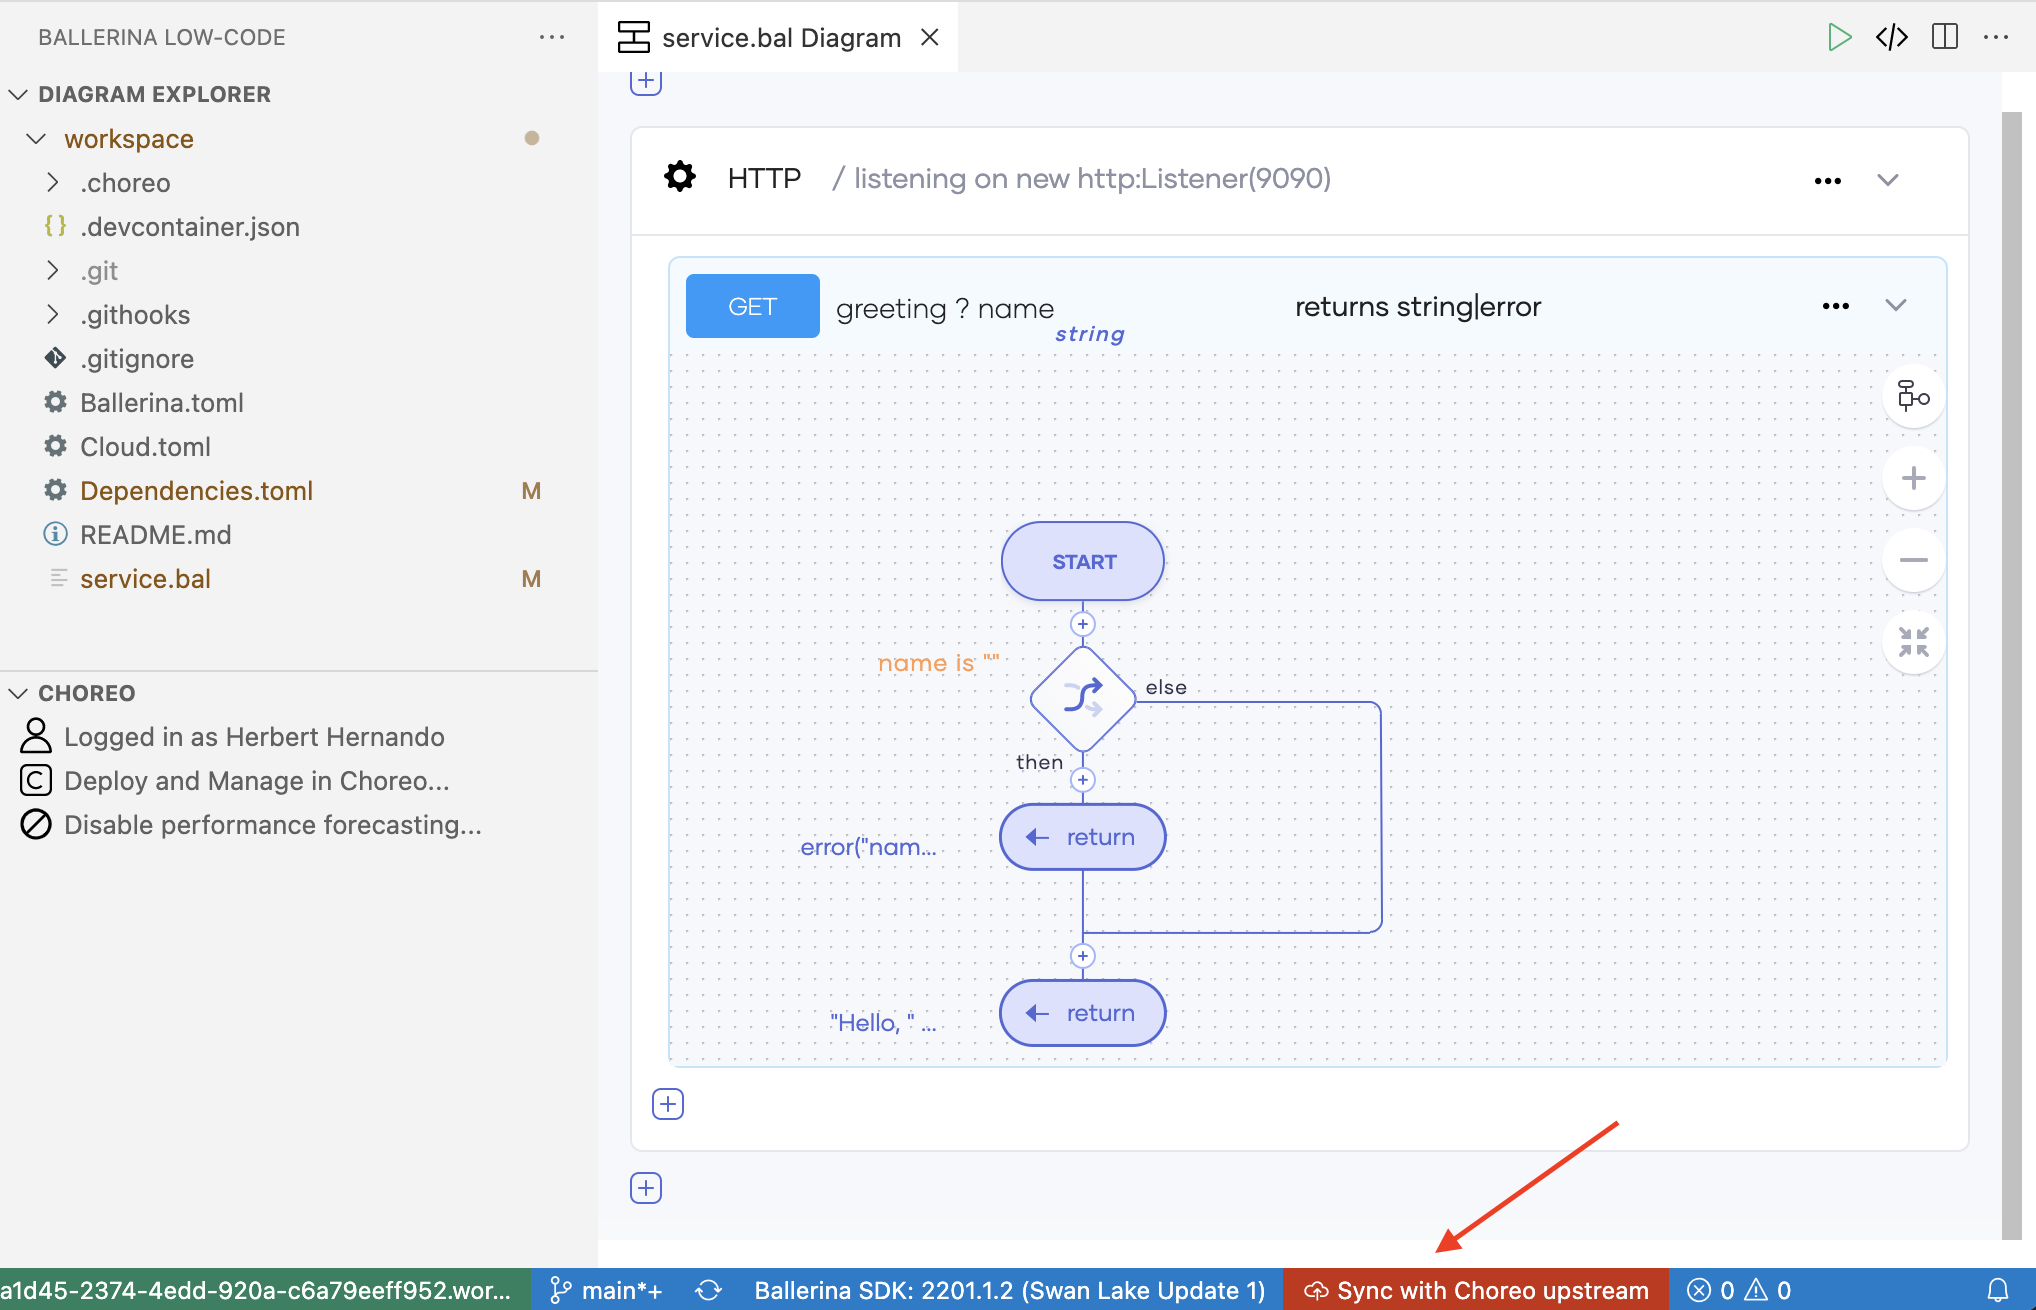 BALLERINA LOW-CODE
DIAGRAM EXPLORER
workspace
.choreo
.devcontainer.json
.git
.githooks
.gitignore
Ballerina.toml
Cloud.toml
Dependencies.toml M
README.md
service.bal M
CHOREO
Logged in as Herbert Hernando
Deploy and Manage in Choreo...
Disable performance forecasting...
service.bal Diagram
HTTP / listening on new http:Listener(9090)
GET greeting ? name returns string|error
string
START
name is ""
else
then
error("nam... return
"Hello, " ... return
a1d45-2374-4edd-920a-c6a79eeff952.wor... main*+ Ballerina SDK: 2201.1.2 (Swan Lake Update 1) Sync with Choreo upstream 0 0